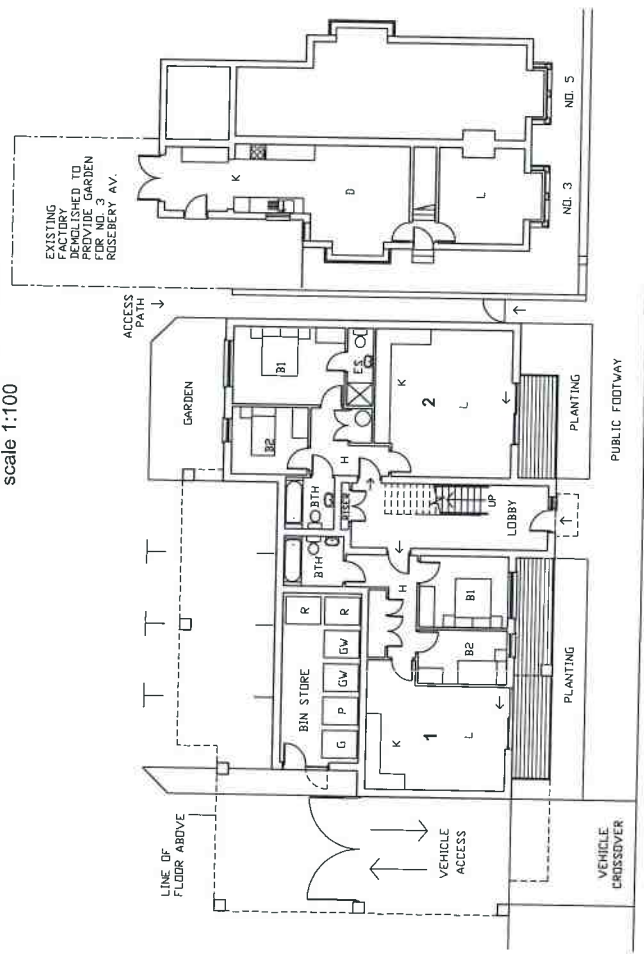 scale 1:100
EXISTING
FACTORY
DEMOLISHED TO
PROVIDE GARDEN
FOR NO. 3
ROSEBERY AV.
K
D
L
NO. 3
NO. 5
ACCESS
PATH
GARDEN
B1
B2
ES
K
2
L
H
BTH
RISER
UP
LOBBY
PLANTING
PUBLIC FOOTWAY
BTH
H
B1
B2
BIN STORE
R
R
GW
GW
P
G
K
1
L
PLANTING
LINE OF
FLOOR ABOVE
VEHICLE
ACCESS
VEHICLE
CROSSOVER